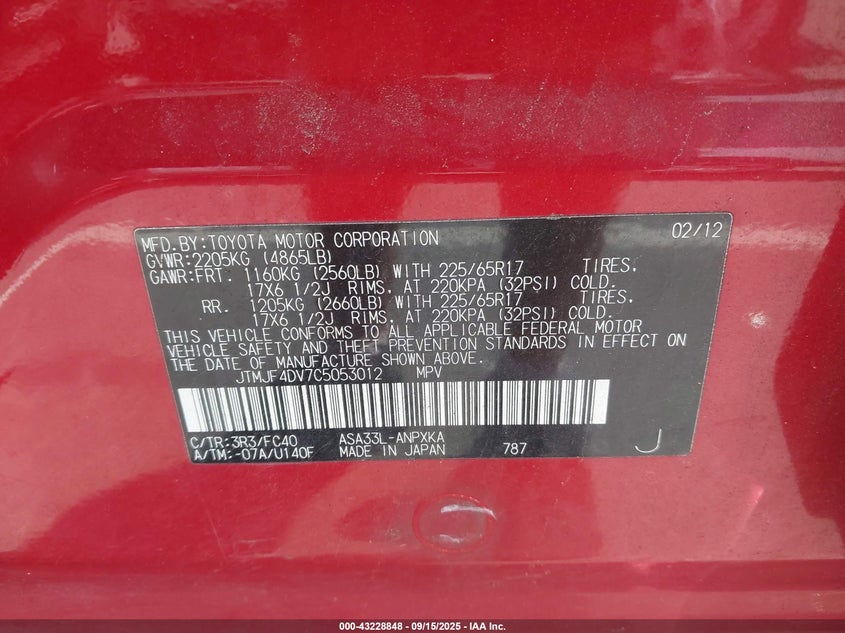 MFD.BY:TOYOTA MOTOR CORPORATION 02/12
GVWR:2205KG (4865LB)
GAWR:FRT. 1160KG (2560LB) WITH 225/65R17 TIRES,
17X6 1/2J RIMS, AT 220KPA (32PSI) COLD.
RR. 1205KG (2660LB) WITH 225/65R17 TIRES,
17X6 1/2J RIMS, AT 220KPA (32PSI) COLD.
THIS VEHICLE CONFORMS TO ALL APPLICABLE FEDERAL MOTOR
VEHICLE SAFETY AND THEFT PREVENTION STANDARDS IN EFFECT ON
THE DATE OF MANUFACTURE SHOWN ABOVE.
JTMJF4DV7C5053012 MPV
C/TR:3R3/FC40 ASA33L-ANPXKA
A/TM:-07A/U140F MADE IN JAPAN 787 J
000-43228848 - 09/15/2025 - IAA Inc.